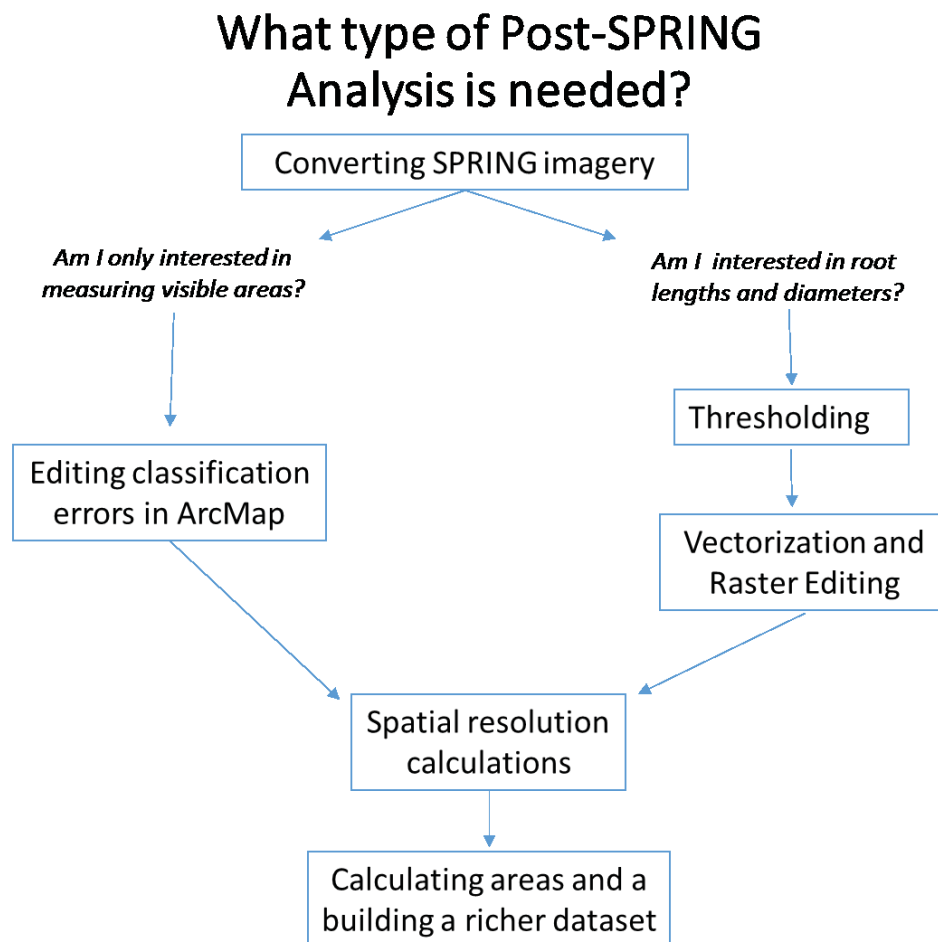 What type of Post-SPRING
Analysis is needed?
Converting SPRING imagery
Am I only interested in
measuring visible areas?
Am I  interested in root
lengths and diameters?
Thresholding
Editing classification
errors in ArcMap
Vectorization and
Raster Editing
Spatial resolution
calculations
Calculating areas and a
building a richer dataset